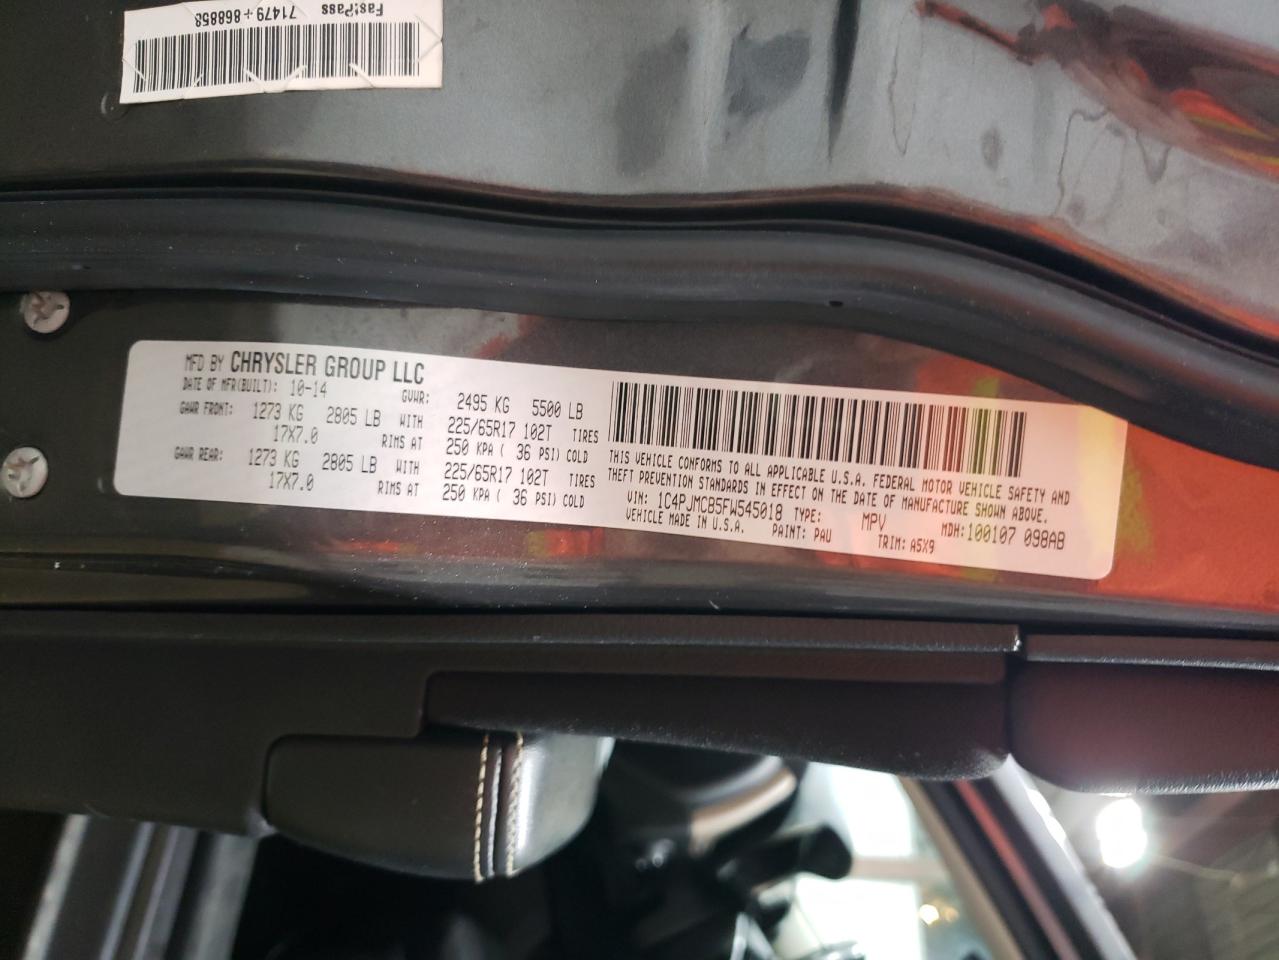 FastPass
71479+868858
MFD BY CHRYSLER GROUP LLC
DATE OF MFR(BUILT): 10-14 GVWR: 2495 KG 5500 LB
GAWR FRONT: 1273 KG 2805 LB WITH 225/65R17 102T TIRES
17X7.0 RIMS AT 250 KPA ( 36 PSI) COLD
GAWR REAR: 1273 KG 2805 LB WITH 225/65R17 102T TIRES
17X7.0 RIMS AT 250 KPA ( 36 PSI) COLD
THIS VEHICLE CONFORMS TO ALL APPLICABLE U.S.A. FEDERAL MOTOR VEHICLE SAFETY AND
THEFT PREVENTION STANDARDS IN EFFECT ON THE DATE OF MANUFACTURE SHOWN ABOVE.
VIN: 1C4PJMCB5FW545018 TYPE: MPV MDH:100107 098AB
VEHICLE MADE IN U.S.A. PAINT: PAU TRIM: A5X9